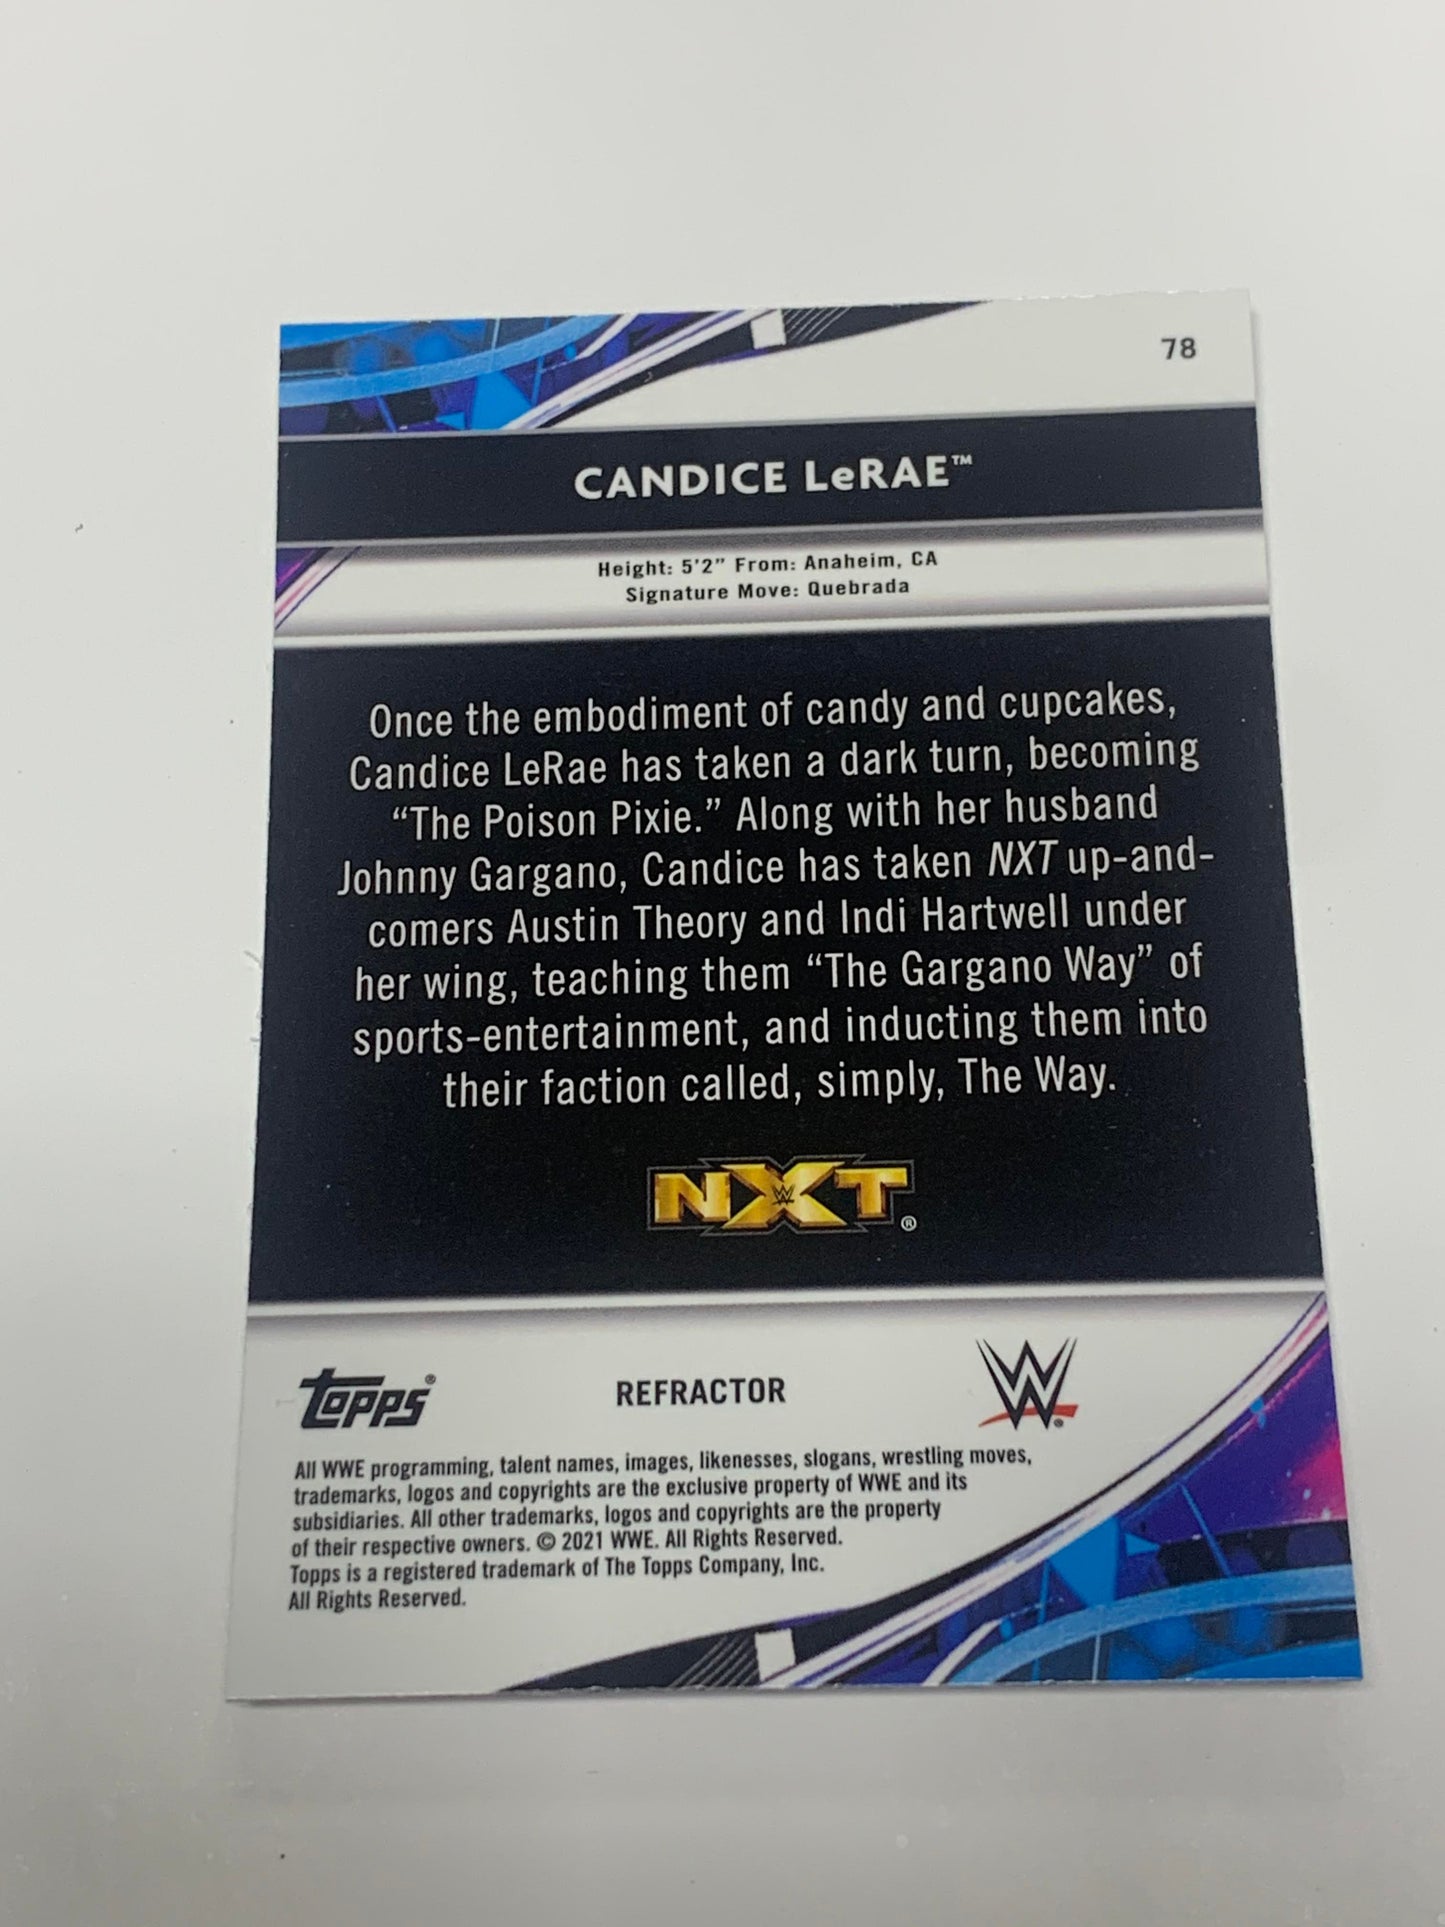 78
CANDICE LeRAE™
Height: 5'2" From: Anaheim, CA
Signature Move: Quebrada
Once the embodiment of candy and cupcakes,
Candice LeRae has taken a dark turn, becoming
“The Poison Pixie.” Along with her husband
Johnny Gargano, Candice has taken NXT up-and-
comers Austin Theory and Indi Hartwell under
her wing, teaching them “The Gargano Way” of
sports-entertainment, and inducting them into
their faction called, simply, The Way.
NXT®
Topps® REFRACTOR W®
All WWE programming, talent names, images, likenesses, slogans, wrestling moves,
trademarks, logos and copyrights are the exclusive property of WWE and its
subsidiaries. All other trademarks, logos and copyrights are the property
of their respective owners. © 2021 WWE. All Rights Reserved.
Topps is a registered trademark of The Topps Company, Inc.
All Rights Reserved.